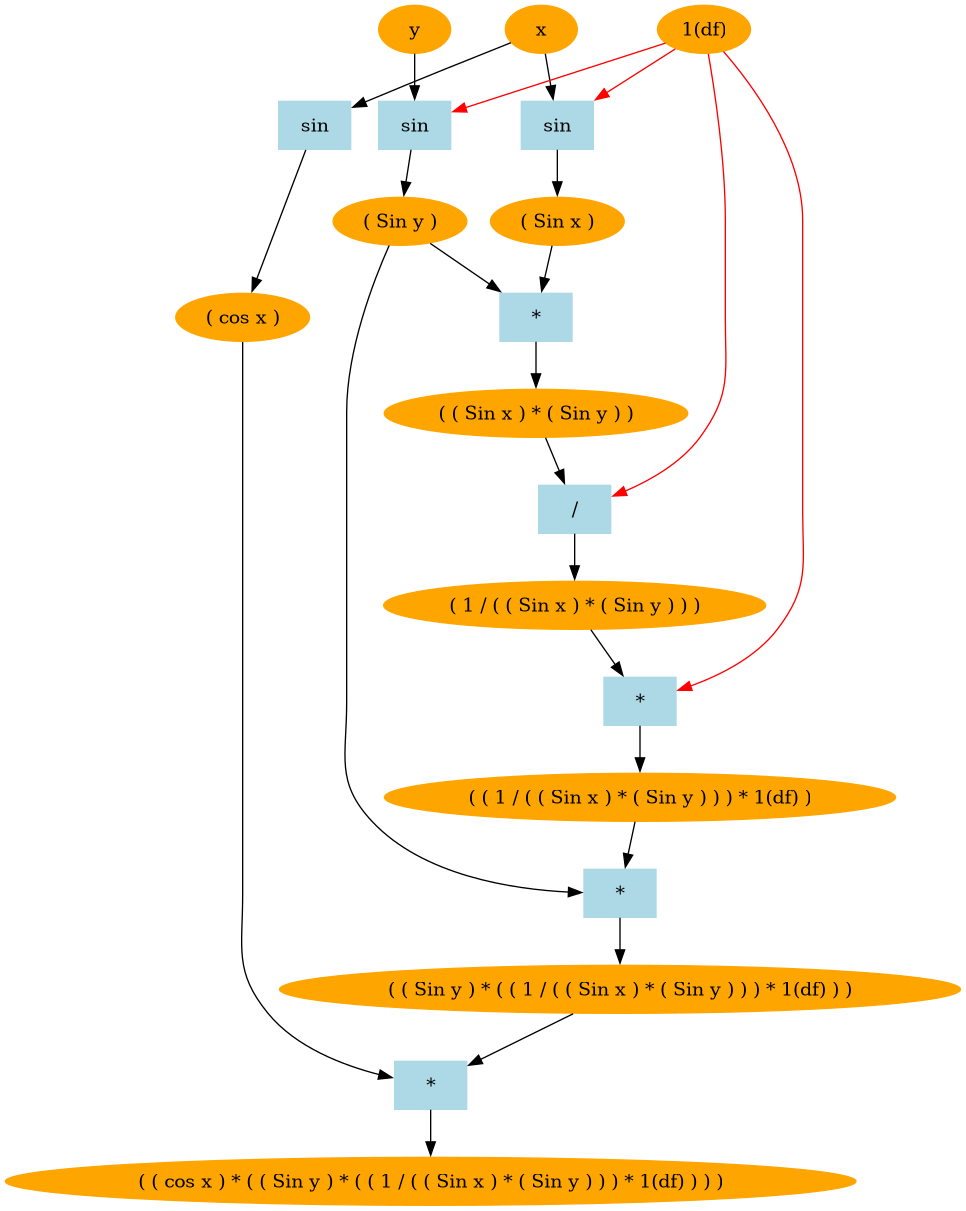 y
x
1(df)
sin
sin
sin
( Sin y )
( Sin x )
( cos x )
*
( ( Sin x ) * ( Sin y ) )
/
( 1 / ( ( Sin x ) * ( Sin y ) ) )
*
( ( 1 / ( ( Sin x ) * ( Sin y ) ) ) * 1(df) )
*
( ( Sin y ) * ( ( 1 / ( ( Sin x ) * ( Sin y ) ) ) * 1(df) ) )
*
( ( cos x ) * ( ( Sin y ) * ( ( 1 / ( ( Sin x ) * ( Sin y ) ) ) * 1(df) ) ) )